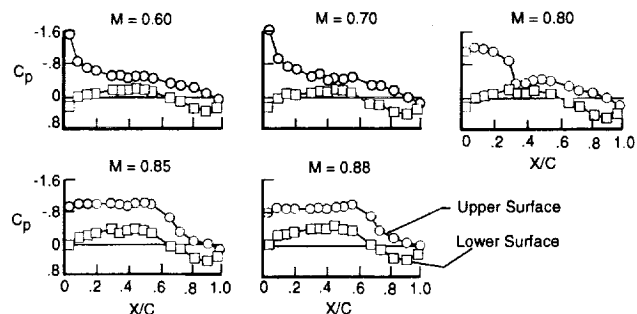 M = 0.60
M = 0.70
M = 0.80
-1.6
-.8
Cp
0
.8
0 .2 .4 .6 .8 1.0
X/C
M = 0.85
M = 0.88
-1.6
-.8
Cp
0
.8
Upper Surface
Lower Surface
0 .2 .4 .6 .8 1.0
0 .2 .4 .6 .8 1.0
X/C
X/C